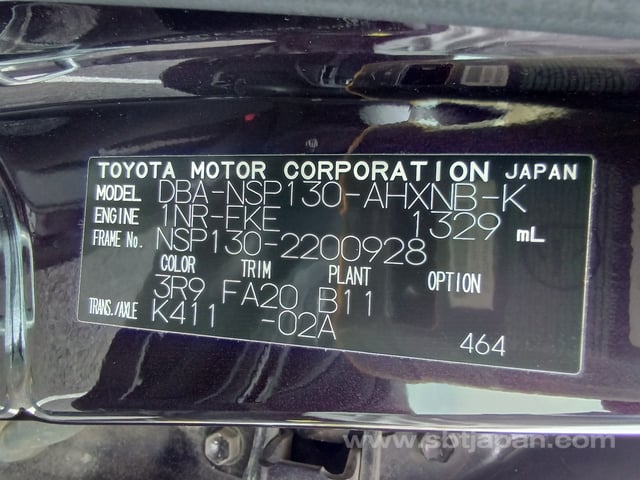 TOYOTA MOTOR CORPORATION JAPAN
MODEL DBA-NSP130-AHXNB-K
ENGINE 1NR-FKE 1329 mL
FRAME No. NSP130-2200928
COLOR TRIM PLANT OPTION
3R9 FA20 B11
TRANS./AXLE K411 -02A
464
www.sbtjapan.com